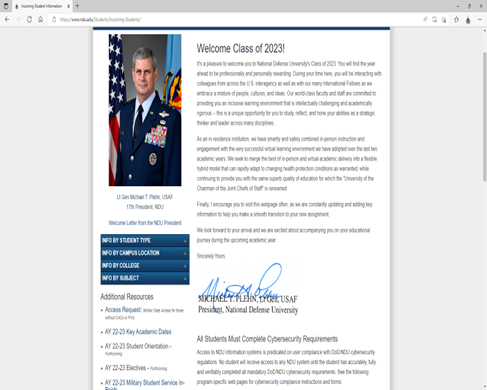 Incoming Student Information
https://www.ndu.edu/Students/Incoming-Students/
Welcome Class of 2023!
It's a pleasure to welcome you to National Defense University's Class of 2023. You will find the year
ahead to be professionally and personally rewarding. During your time here, you will be interacting with
colleagues from across the U.S. interagency as well as with our many International Fellows as we
embrace a mixture of people, cultures, and ideas. Our world-class faculty and staff are committed to
providing you an inclusive learning environment that is intellectually challenging and academically
rigorous – this is a unique opportunity for you to study, reflect, and hone your abilities as a strategic
thinker and leader across many disciplines.
As an in-residence institution, we have smartly and safely combined in-person instruction and
engagement with the very successful virtual learning environment we have adopted over the last two
academic years. We seek to merge the best of in-person and virtual academic delivery into a flexible
hybrid model that can rapidly adapt to changing health protection conditions as warranted, while
continuing to provide you with the same superb quality of education for which the "University of the
Chairman of the Joint Chiefs of Staff" is renowned.
Finally, I encourage you to visit this webpage often, as we are constantly updating and adding key
information to help you make a smooth transition to your new assignment.
We look forward to your arrival and we are excited about accompanying you on your educational
journey during the upcoming academic year.
Sincerely Yours,
MICHAEL T. PLEHN, Lt Gen, USAF
President, National Defense University
All Students Must Complete Cybersecurity Requirements
Access to NDU information systems is predicated on user compliance with DoD/NDU cybersecurity
regulations. No student will receive access to any NDU system until the student has accurately, fully
and verifiably completed all mandatory DoD/NDU cybersecurity requirements. See the following
program-specific web pages for cybersecurity compliance instructions and forms:
Lt Gen Michael T. Plehn, USAF
17th President, NDU
Welcome Letter from the NDU President
INFO BY STUDENT TYPE
INFO BY CAMPUS LOCATION
INFO BY COLLEGE
INFO BY SUBJECT
Additional Resources
Access Request:
AY 22-23 Key Academic Dates
AY 22-23 Student Orientation -
Forthcoming
AY 22-23 Electives - Forthcoming
AY 22-23 Military Student Service In-